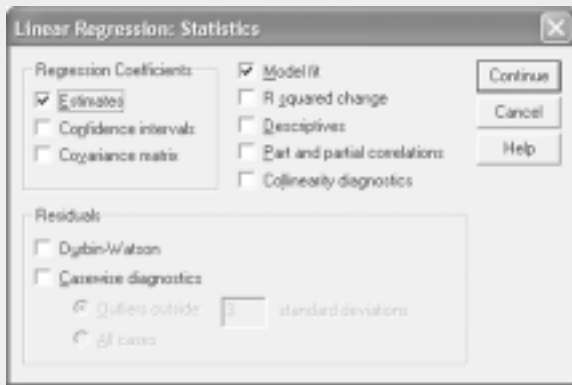 Linear Regression: Statistics
Regression Coefficients
Estimates
Confidence intervals
Covariance matrix
Model fit
R squared change
Descriptives
Part and partial correlations
Collinearity diagnostics
Continue
Cancel
Help
Residuals
Durbin-Watson
Casewise diagnostics
Outliers outside: 3 standard deviations
All cases